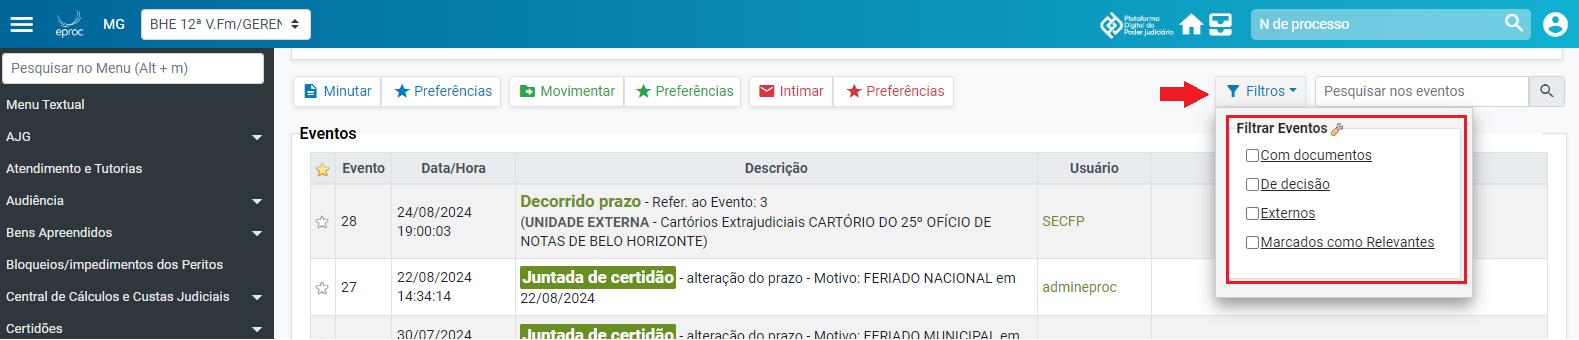 eproc
MG
BHE 12ª V.Fm/GEREN
Plataforma
Digital do
Poder Judiciário
N de processo
Pesquisar no Menu (Alt + m)
Menu Textual
AJG
Atendimento e Tutorias
Audiência
Bens Apreendidos
Bloqueios/impedimentos dos Peritos
Central de Cálculos e Custas Judiciais
Certidões
Minutar
Preferências
Movimentar
Preferências
Intimar
Preferências
Filtros
Pesquisar nos eventos
Filtrar Eventos
Com documentos
De decisão
Externos
Marcados como Relevantes
Eventos
Evento Data/Hora Descrição Usuário
28 24/08/2024 19:00:03 Decorrido prazo - Refer. ao Evento: 3 SECFP
(UNIDADE EXTERNA - Cartórios Extrajudiciais CARTÓRIO DO 25º OFÍCIO DE
NOTAS DE BELO HORIZONTE)
27 22/08/2024 14:34:14 Juntada de certidão - alteração do prazo - Motivo: FERIADO NACIONAL em admineproc
22/08/2024
30/07/2024 Juntada de certidão - alteração do prazo - Motivo: FERIADO MUNICIPAL em